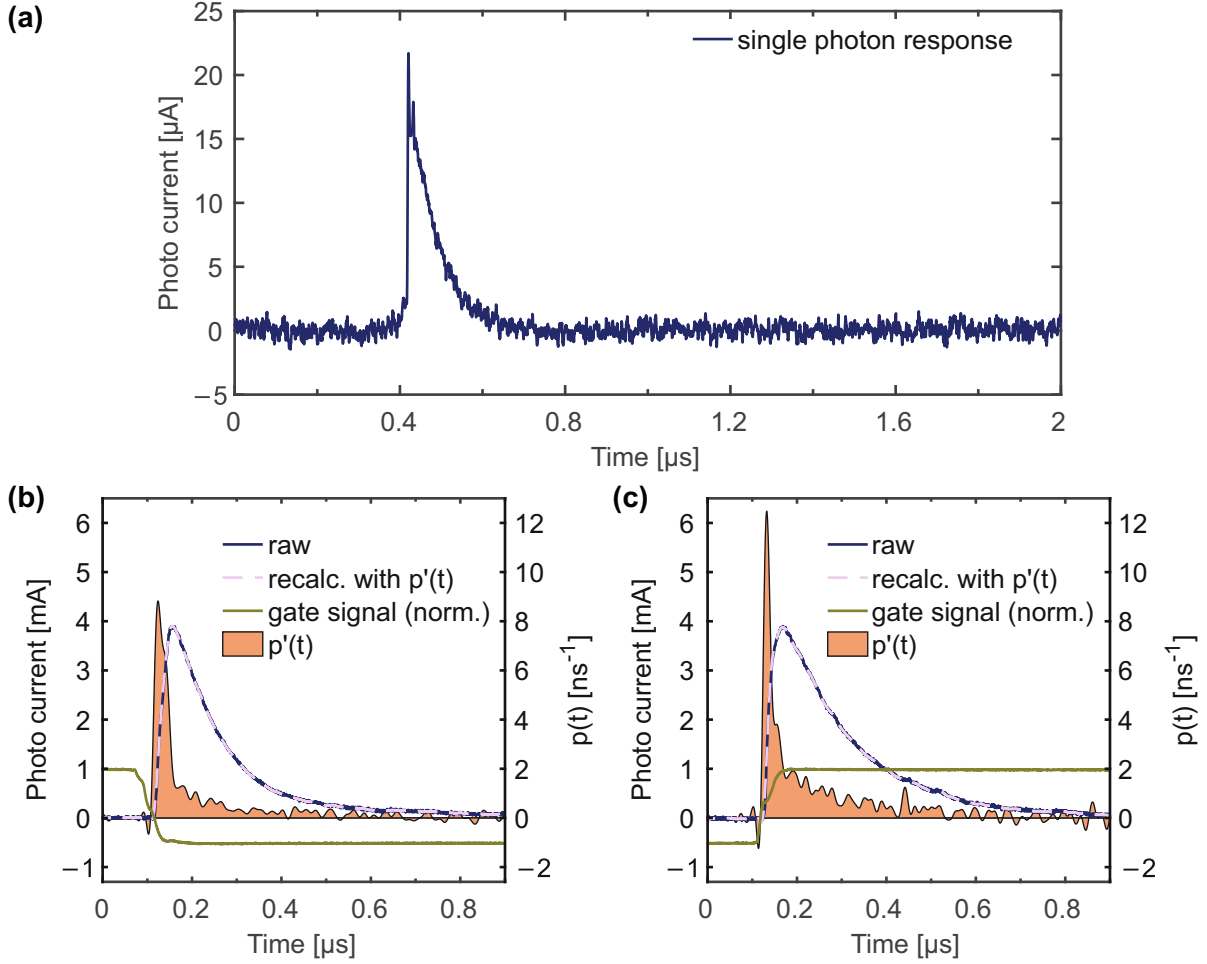 (a)
25
20
15
10
5
0
−5
Photo current [µA]
single photon response
0 0.4 0.8 1.2 1.6 2
Time [µs]
(b)
6
5
4
3
2
1
0
−1
Photo current [mA]
raw
recalc. with p'(t)
gate signal (norm.)
p'(t)
12
10
8
6
4
2
0
−2
p(t) [ns⁻¹]
0 0.2 0.4 0.6 0.8
Time [µs]
(c)
6
5
4
3
2
1
0
−1
Photo current [mA]
raw
recalc. with p'(t)
gate signal (norm.)
p'(t)
12
10
8
6
4
2
0
−2
p(t) [ns⁻¹]
0 0.2 0.4 0.6 0.8
Time [µs]